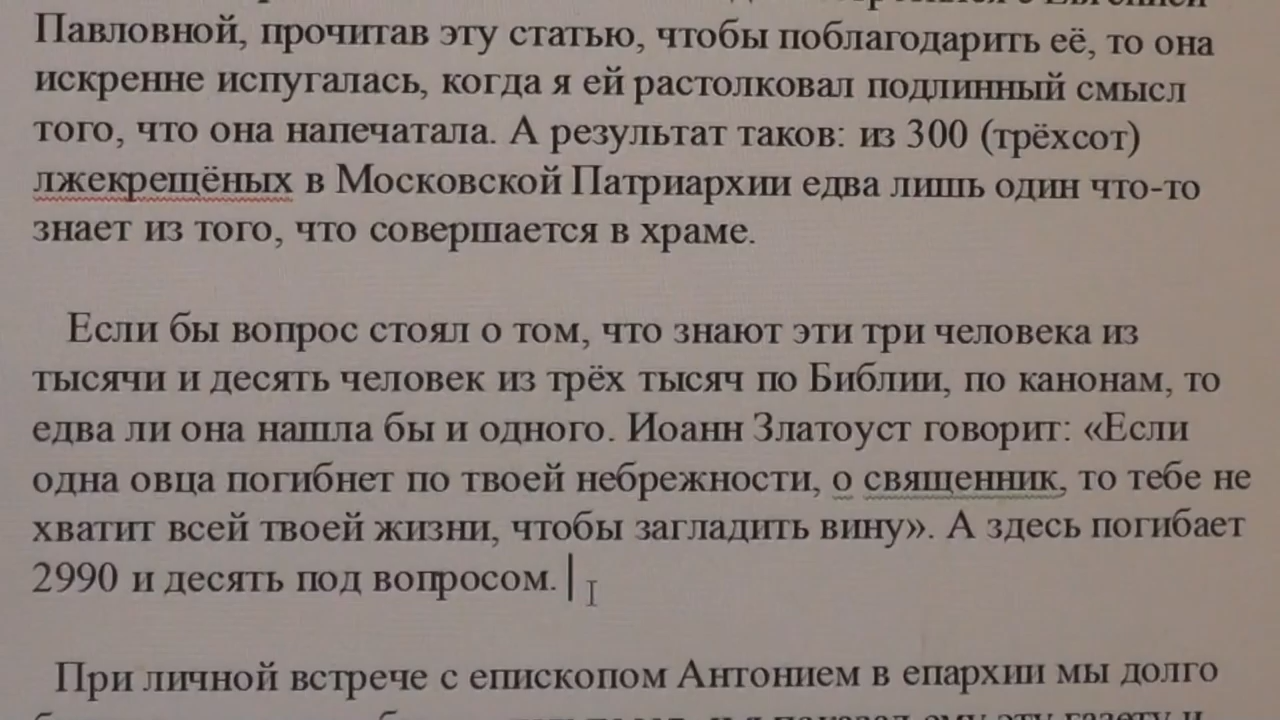 Павловной, прочитав эту статью, чтобы поблагодарить её, то она
искренне испугалась, когда я ей растолковал подлинный смысл
того, что она напечатала. А результат таков: из 300 (трёхсот)
лжекрещёных в Московской Патриархии едва лишь один что-то
знает из того, что совершается в храме.
Если бы вопрос стоял о том, что знают эти три человека из
тысячи и десять человек из трёх тысяч по Библии, по канонам, то
едва ли она нашла бы и одного. Иоанн Златоуст говорит: «Если
одна овца погибнет по твоей небрежности, о священник, то тебе не
хватит всей твоей жизни, чтобы загладить вину». А здесь погибает
2990 и десять под вопросом.
При личной встрече с епископом Антонием в епархии мы долго